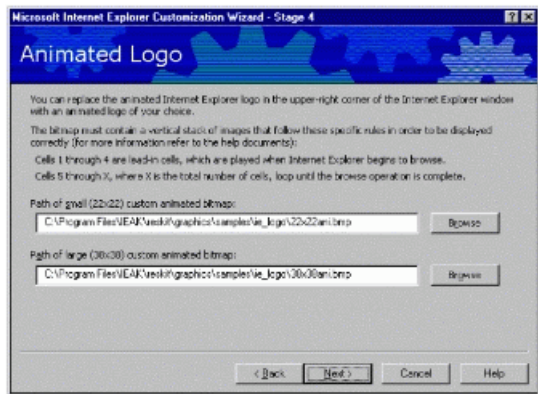 Microsoft Internet Explorer Customization Wizard - Stage 4
Animated Logo
You can replace the animated Internet Explorer logo in the upper-right corner of the Internet Explorer window
with an animated logo of your choice.
The bitmap must contain a vertical stack of images that follow these specific rules in order to be displayed
correctly (for more information refer to the help documents):
Cells 1 through 4 are lead-in cells, which are played when Internet Explorer begins to browse.
Cells 5 through X, where X is the total number of cells, loop until the browse operation is complete.
Path of small (22x22) custom animated bitmap:
C:\Program Files\IEAK\reskit\graphics\samples\ie_logo\22x22ani.bmp
Browse
Path of large (38x38) custom animated bitmap:
C:\Program Files\IEAK\reskit\graphics\samples\ie_logo\38x38ani.bmp
Browse
< Back
Next >
Cancel
Help